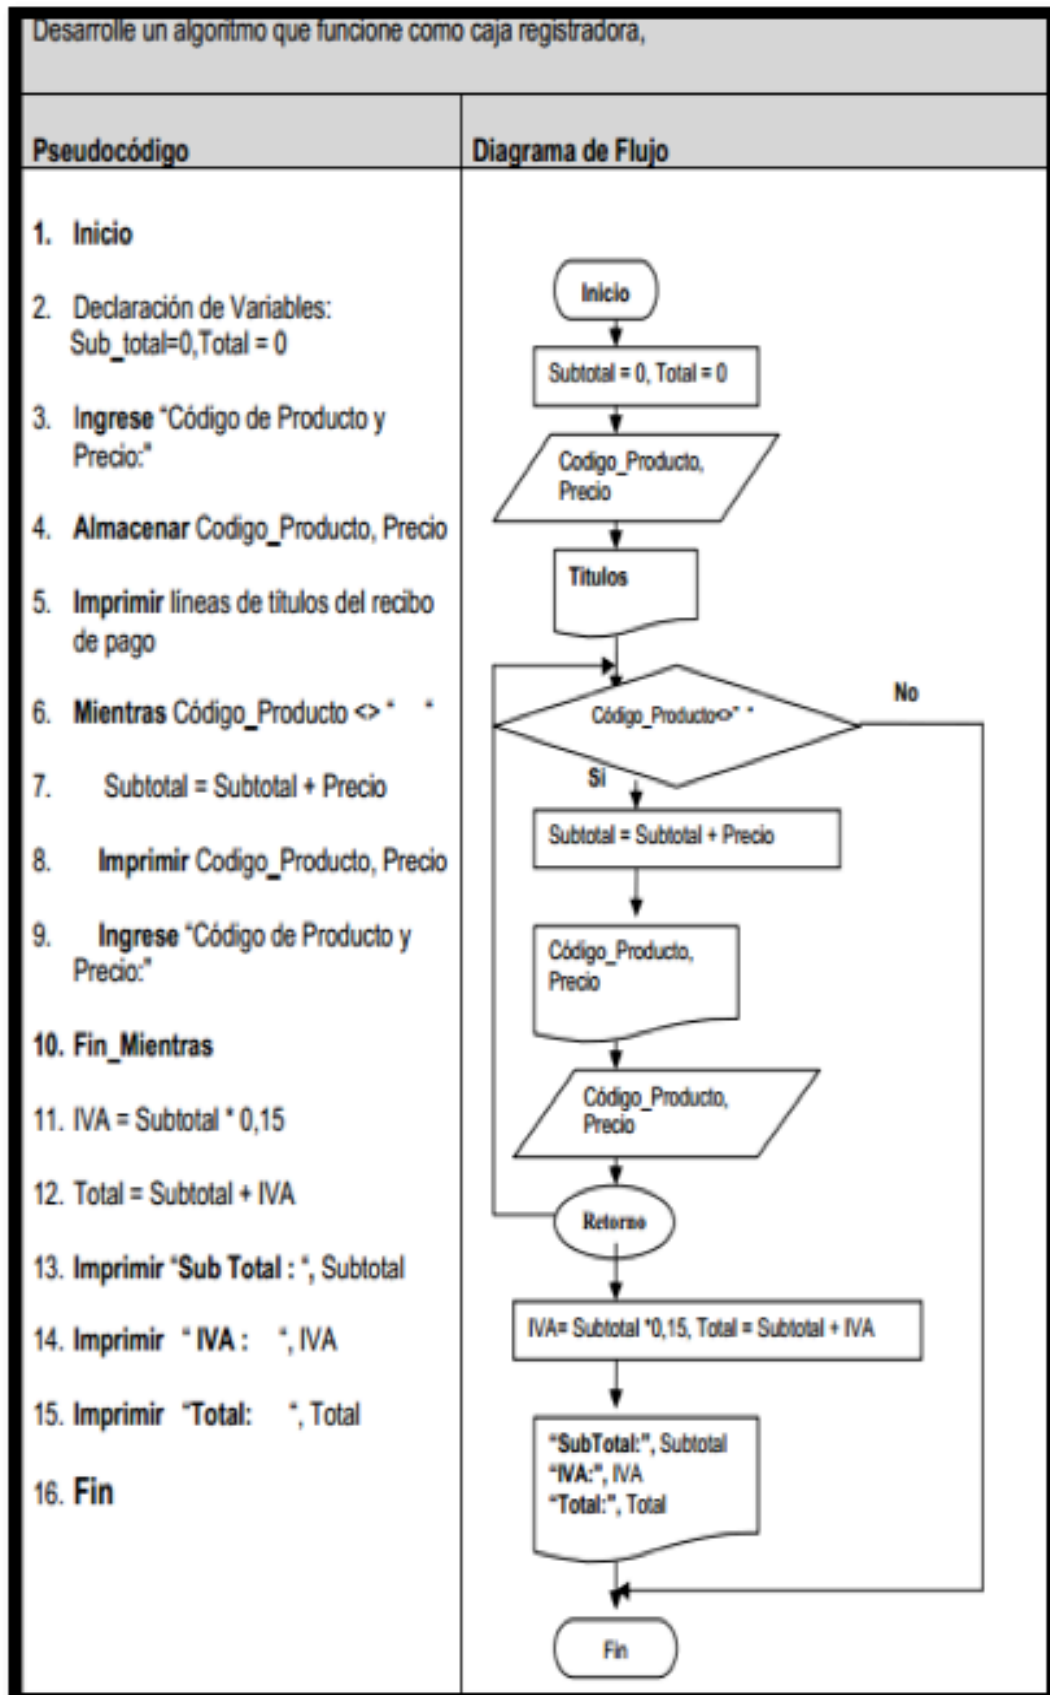 Desarrolle un algoritmo que funcione como caja registradora,
Pseudocódigo
Diagrama de Flujo
1. Inicio
2. Declaración de Variables:
Sub_total=0,Total = 0
3. Ingrese “Código de Producto y
Precio:”
4. Almacenar Codigo_Producto, Precio
5. Imprimir líneas de títulos del recibo
de pago
6. Mientras Código_Producto <> “ “
7. Subtotal = Subtotal + Precio
8. Imprimir Codigo_Producto, Precio
9. Ingrese “Código de Producto y
Precio:”
10. Fin_Mientras
11. IVA = Subtotal * 0,15
12. Total = Subtotal + IVA
13. Imprimir “Sub Total : “, Subtotal
14. Imprimir “ IVA : “, IVA
15. Imprimir “Total: “, Total
16. Fin
Inicio
Subtotal = 0, Total = 0
Codigo_Producto,
Precio
Títulos
Código_Producto<>” “
No
Si
Subtotal = Subtotal + Precio
Código_Producto,
Precio
Código_Producto,
Precio
Retorno
IVA= Subtotal *0,15, Total = Subtotal + IVA
“SubTotal:”, Subtotal
“IVA:”, IVA
“Total:”, Total
Fin